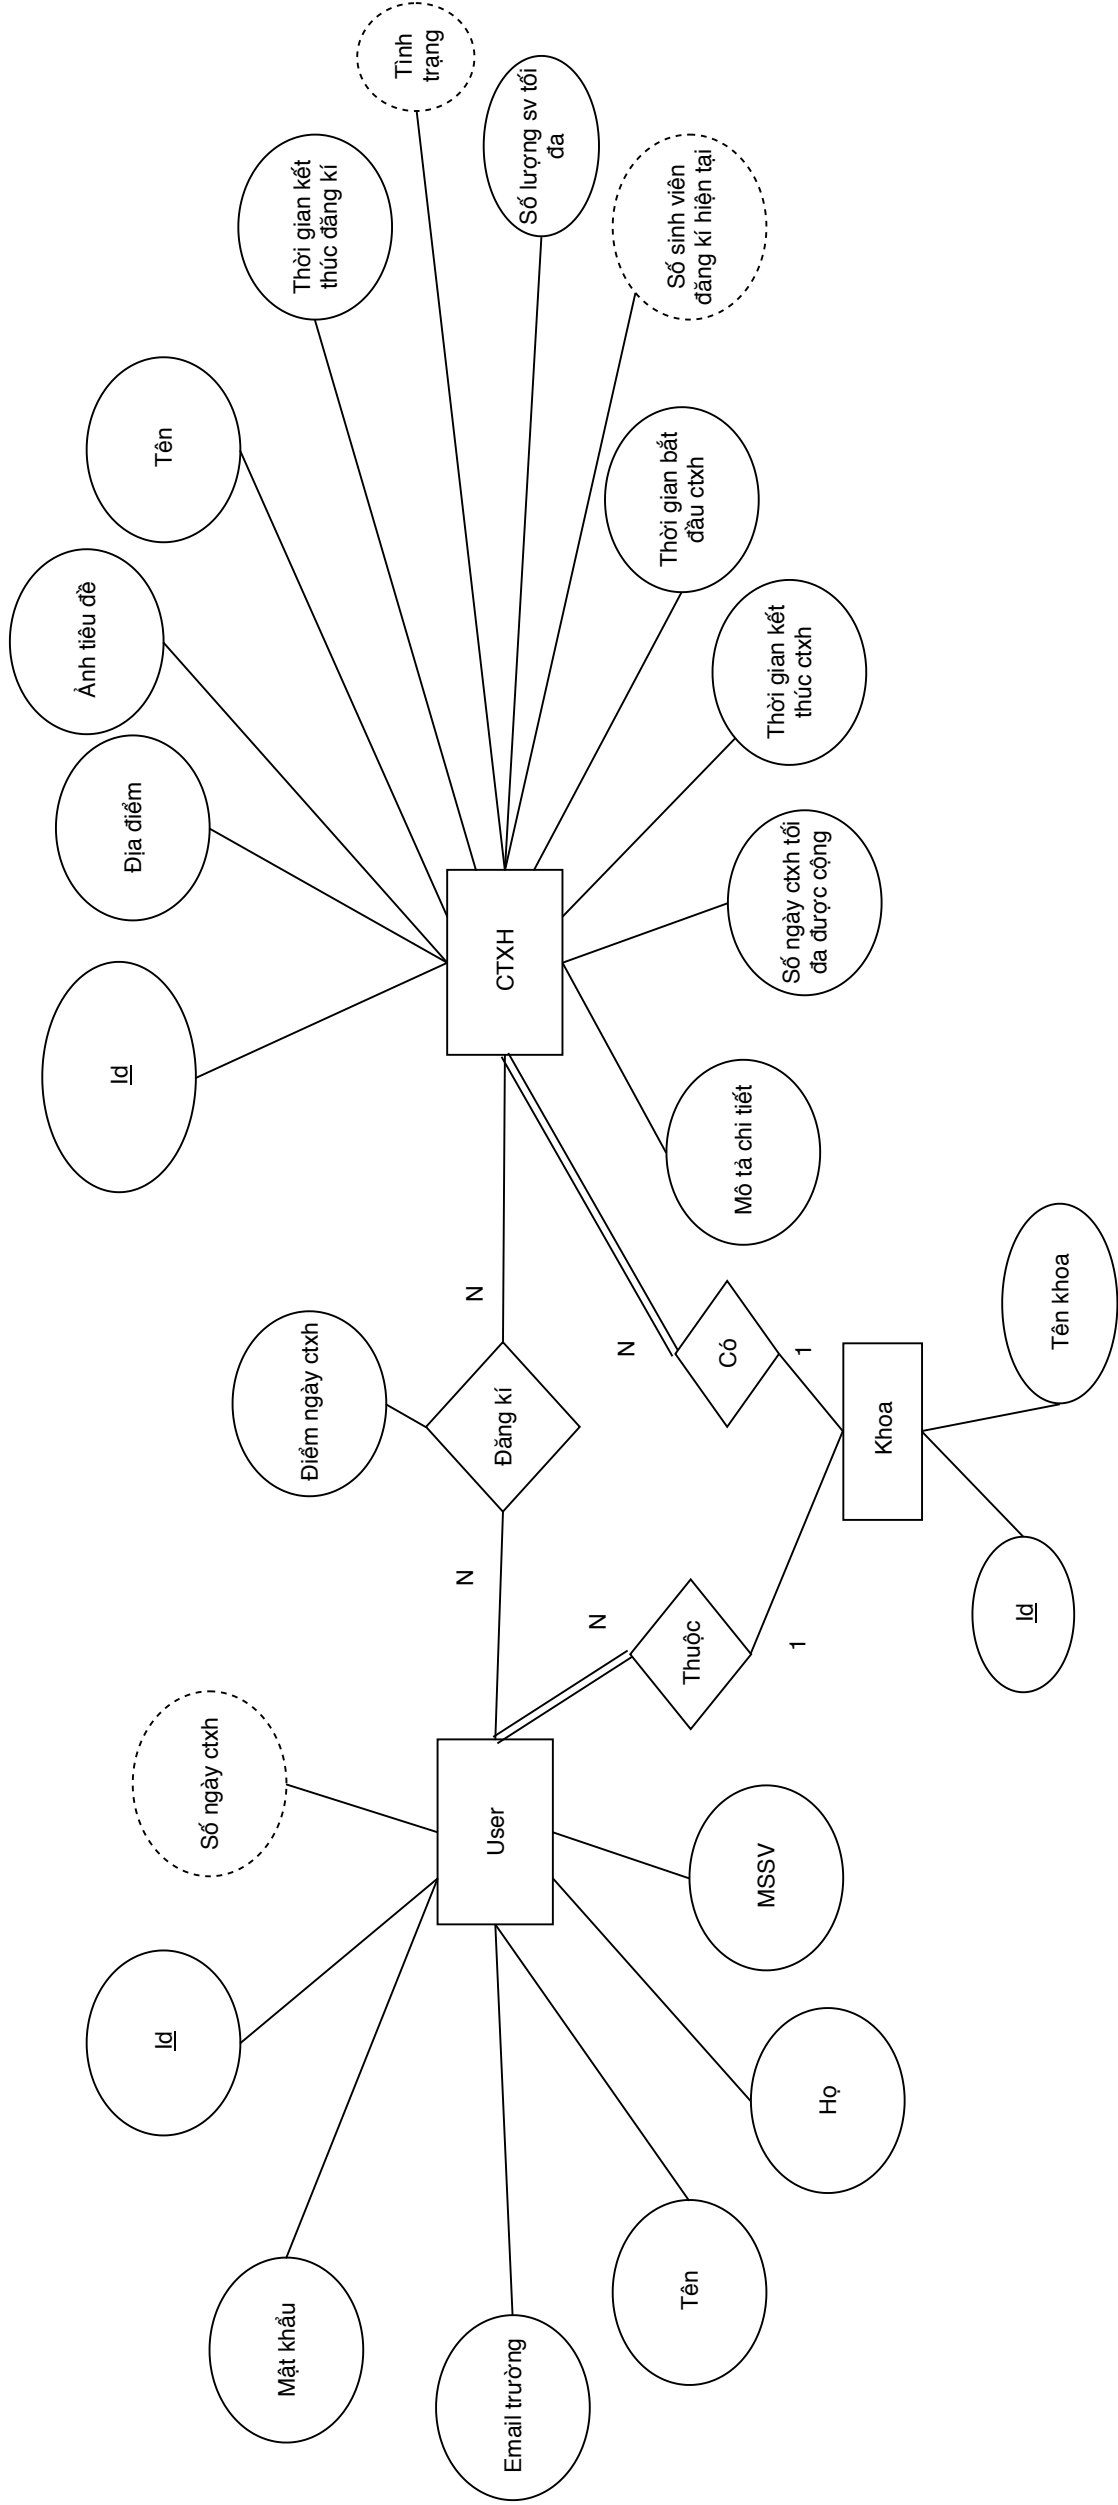 Mật khẩu
Id
Số ngày ctxh
Email trường
User
Tên
Họ
MSSV
N
N
Thuộc
1
Điểm ngày ctxh
Đăng kí
N
N
Có
1
Khoa
Id
Tên khoa
Id
Địa điểm
Ảnh tiêu đề
Tên
Thời gian kết
thúc đăng kí
Tình
trạng
Số lượng sv tối
đa
Số sinh viên
đăng kí hiện tại
Thời gian bắt
đầu ctxh
Thời gian kết
thúc ctxh
Số ngày ctxh tối
đa được cộng
Mô tả chi tiết
CTXH